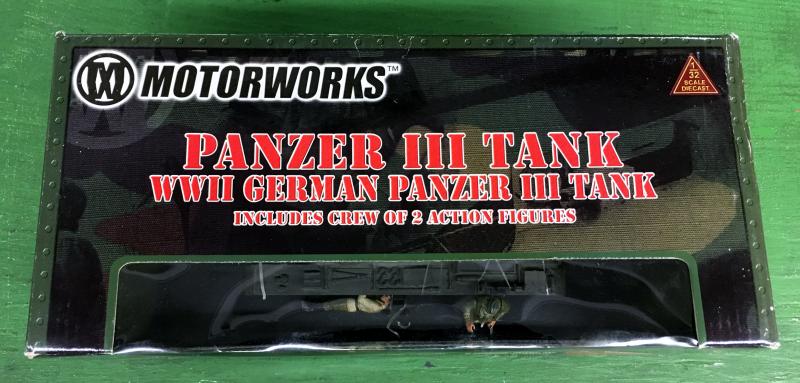 MOTORWORKS™
1
32
SCALE
DIECAST
PANZER III TANK
WWII GERMAN PANZER III TANK
INCLUDES CREW OF 2 ACTION FIGURES